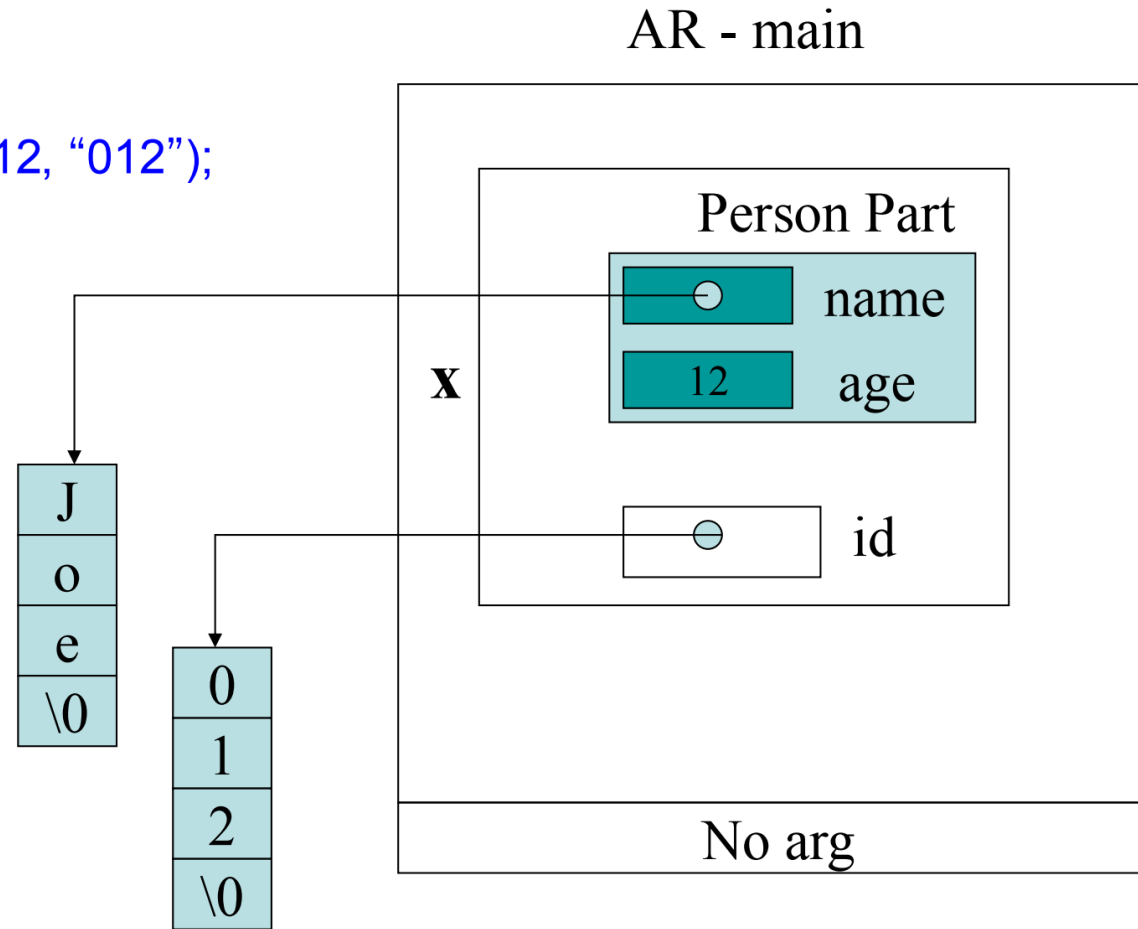 AR - main
12, “012”);
Person Part
name
x
12
age
J
o
e
\0
id
0
1
2
\0
No arg